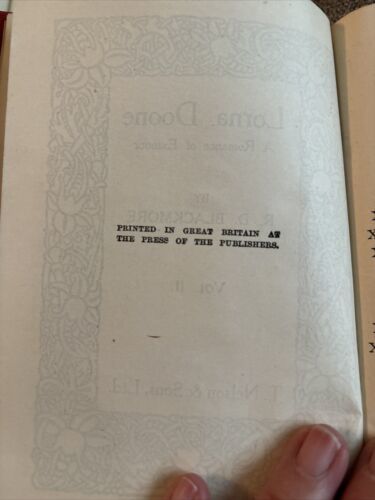 Lorna Doone
A Romance of Exmoor
BY
R. D. BLACKMORE
PRINTED IN GREAT BRITAIN AT
THE PRESS OF THE PUBLISHERS.
VOL. II.
T. Nelson & Sons, Ltd.